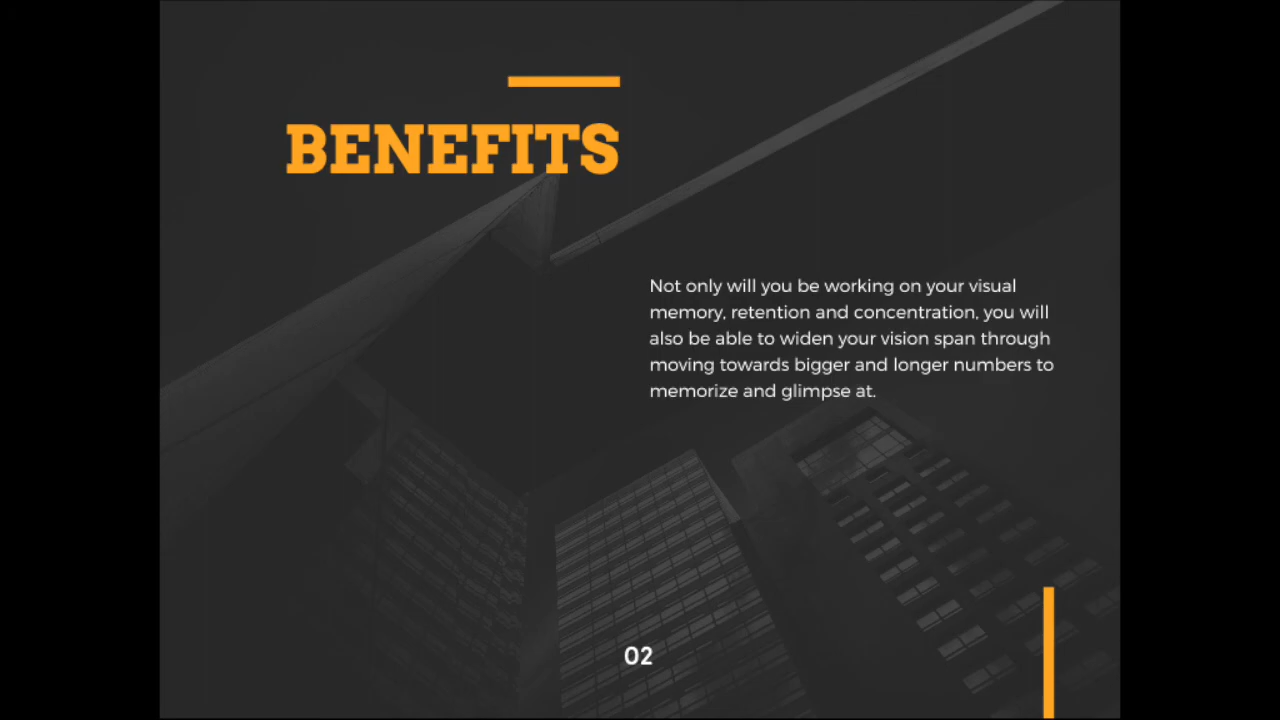 BENEFITS
Not only will you be working on your visual
memory, retention and concentration, you will
also be able to widen your vision span through
moving towards bigger and longer numbers to
memorize and glimpse at.
02